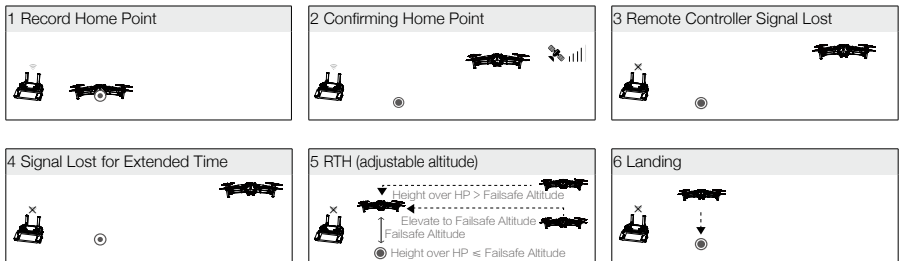 1 Record Home Point
2 Confirming Home Point
3 Remote Controller Signal Lost
4 Signal Lost for Extended Time
5 RTH (adjustable altitude)
Height over HP > Failsafe Altitude
Elevate to Failsafe Altitude
Failsafe Altitude
Height over HP ≤ Failsafe Altitude
6 Landing